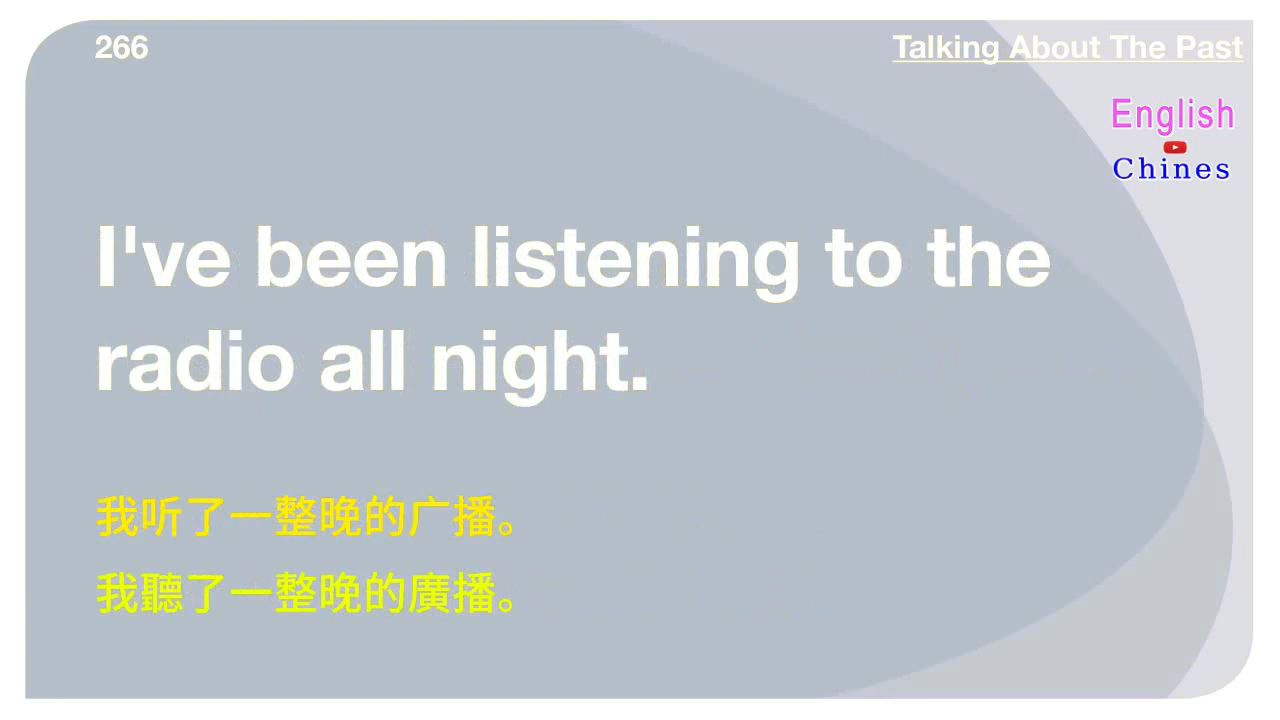 266
Talking About The Past
English
Chines
I've been listening to the
radio all night.
我听了一整晚的广播。
我聽了一整晚的廣播。